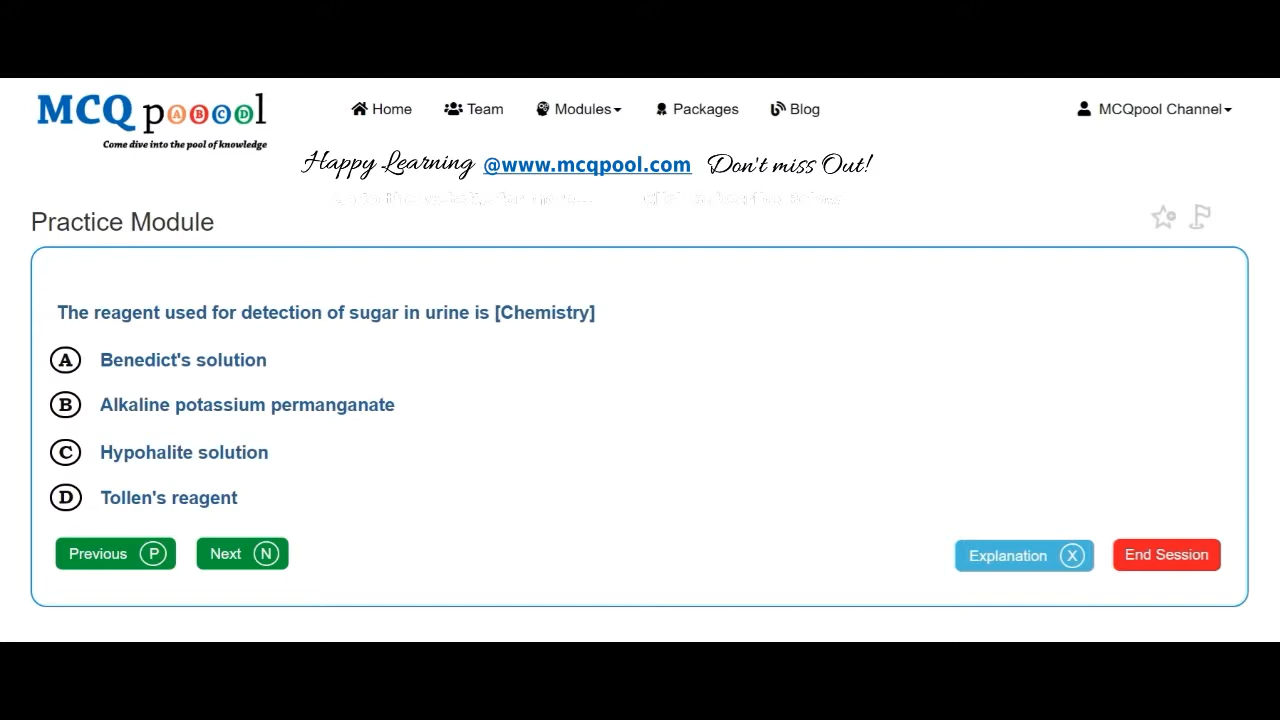 MCQ pooool
Come dive into the pool of knowledge
Home Team Modules Packages Blog MCQpool Channel
Happy Learning @www.mcqpool.com Don't miss Out!
Practice Module
The reagent used for detection of sugar in urine is [Chemistry]
A Benedict's solution
B Alkaline potassium permanganate
C Hypohalite solution
D Tollen's reagent
Previous P Next N Explanation X End Session